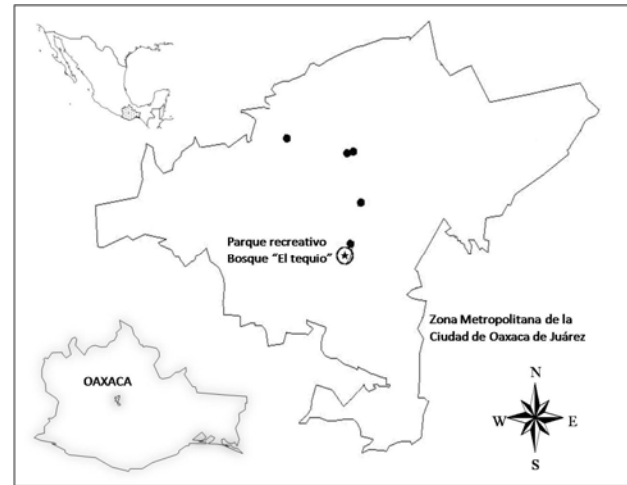 Parque recreativo
Bosque "El tequio"
Zona Metropolitana de la
Ciudad de Oaxaca de Juárez
OAXACA
N
W E
S